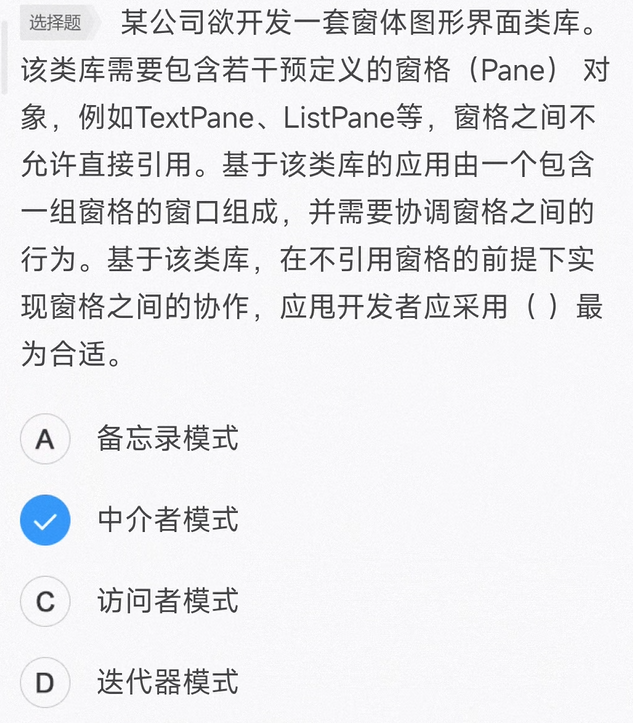 选择题 某公司欲开发一套窗体图形界面类库。
该类库需要包含若干预定义的窗格（Pane） 对
象，例如TextPane、ListPane等，窗格之间不
允许直接引用。基于该类库的应用由一个包含
一组窗格的窗口组成，并需要协调窗格之间的
行为。基于该类库，在不引用窗格的前提下实
现窗格之间的协作，应甩开发者应采用（ ）最
为合适。
A 备忘录模式
中介者模式
C 访问者模式
D 迭代器模式